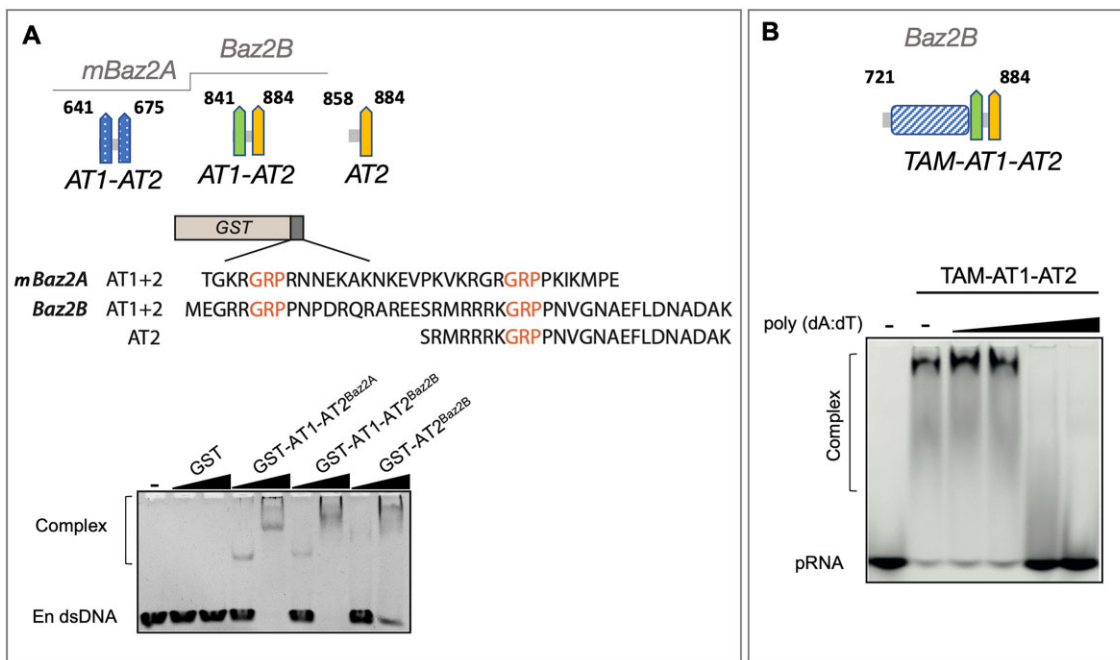 A
Baz2B
mBaz2A
641 675 841 884 858 884
AT1-AT2 AT1-AT2 AT2
GST
mBaz2A AT1+2 TGKRGRPRNNEKAKNKEVPKVKRGRGRPPKIKMPE
Baz2B AT1+2 MEGRRGRPPNPDRQRAREESRMRRRKGRPPNVGNAEFLDNADAK
AT2 SRMRRRKGRPPNVGNAEFLDNADAK
- GST GST-AT1-AT2Baz2A GST-AT1-AT2Baz2B GST-AT2Baz2B
Complex
En dsDNA
B
Baz2B
721 884
TAM-AT1-AT2
TAM-AT1-AT2
poly (dA:dT) - -
Complex
pRNA